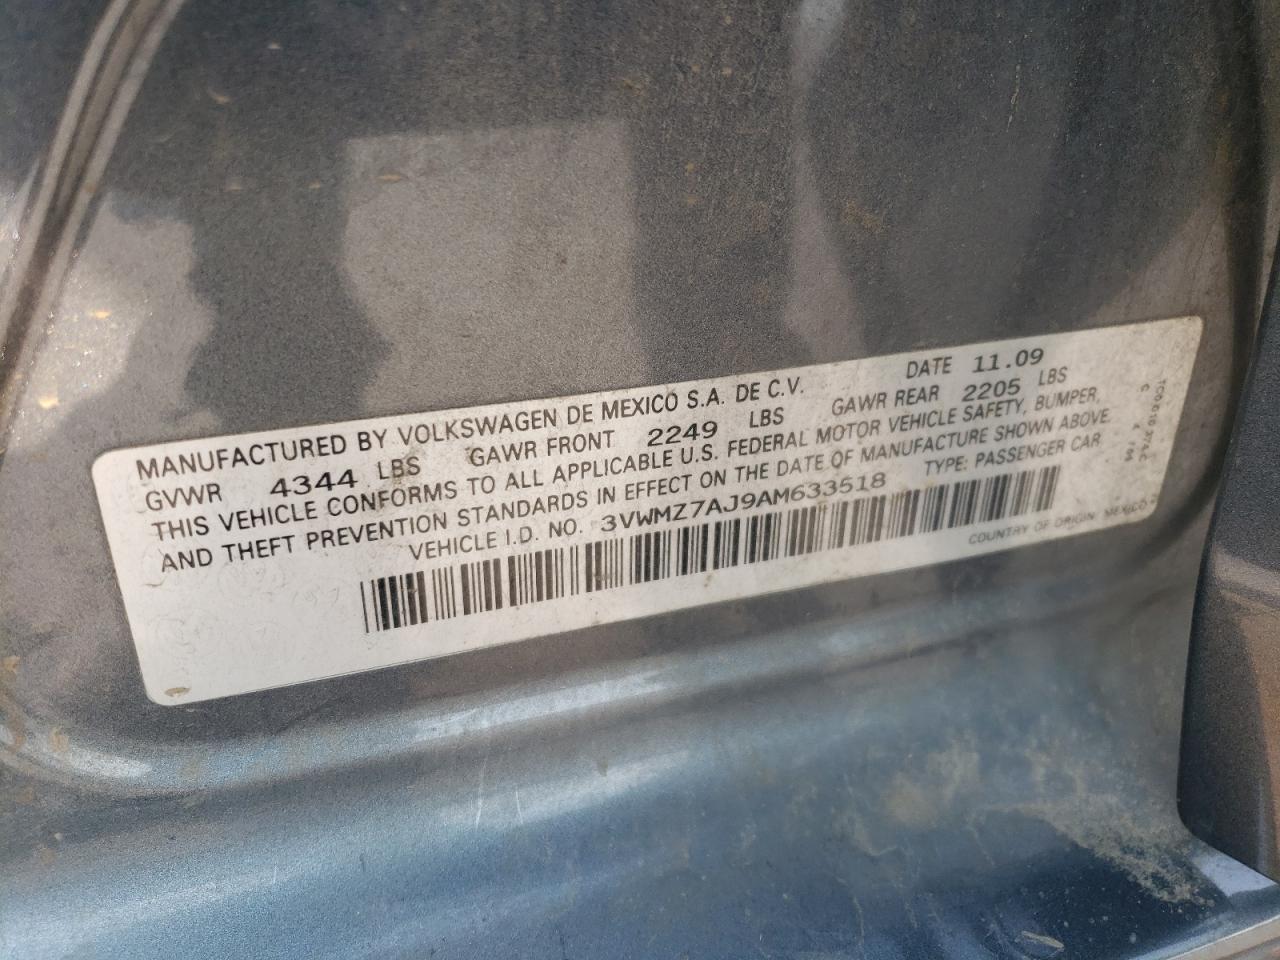 MANUFACTURED BY VOLKSWAGEN DE MEXICO S.A. DE C.V. DATE 11.09
GVWR 4344 LBS GAWR FRONT 2249 LBS GAWR REAR 2205 LBS
THIS VEHICLE CONFORMS TO ALL APPLICABLE U.S. FEDERAL MOTOR VEHICLE SAFETY, BUMPER,
AND THEFT PREVENTION STANDARDS IN EFFECT ON THE DATE OF MANUFACTURE SHOWN ABOVE.
VEHICLE I.D. NO. 3VWMZ7AJ9AM633518 TYPE: PASSENGER CAR
COUNTRY OF ORIGIN: MEXICO